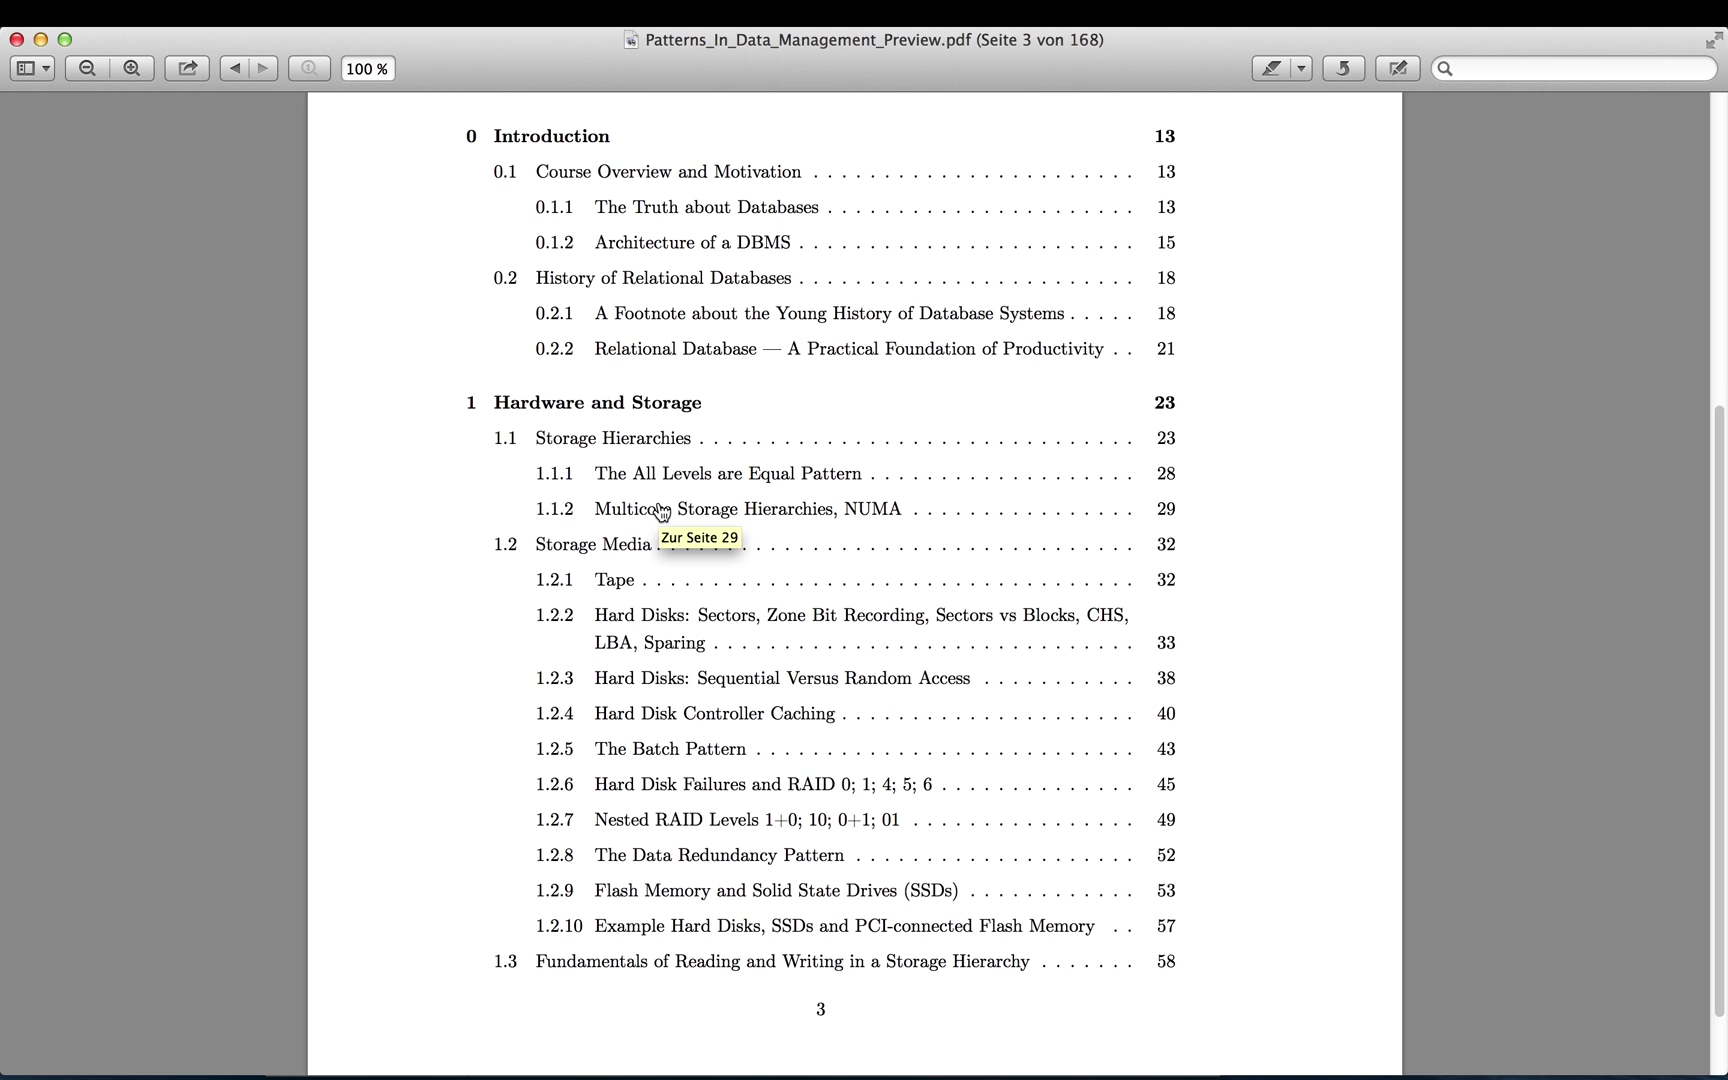 Patterns_In_Data_Management_Preview.pdf (Seite 3 von 168)
100 %
0 Introduction 13
0.1 Course Overview and Motivation . . . . . . . . . . . . . . . . . . . . . . . 13
0.1.1 The Truth about Databases . . . . . . . . . . . . . . . . . . . . . . 13
0.1.2 Architecture of a DBMS . . . . . . . . . . . . . . . . . . . . . . . . 15
0.2 History of Relational Databases . . . . . . . . . . . . . . . . . . . . . . . . 18
0.2.1 A Footnote about the Young History of Database Systems . . . . . 18
0.2.2 Relational Database — A Practical Foundation of Productivity . . 21
1 Hardware and Storage 23
1.1 Storage Hierarchies . . . . . . . . . . . . . . . . . . . . . . . . . . . . . . . 23
1.1.1 The All Levels are Equal Pattern . . . . . . . . . . . . . . . . . . . 28
1.1.2 Storage Hierarchies, NUMA . . . . . . . . . . . . . . . . 29
Zur Seite 29
1.2 Storage Media . . . . . . . . . . . . . . . . . . . . . . . . . . . . 32
1.2.1 Tape . . . . . . . . . . . . . . . . . . . . . . . . . . . . . . . . . . . 32
1.2.2 Hard Disks: Sectors, Zone Bit Recording, Sectors vs Blocks, CHS,
LBA, Sparing . . . . . . . . . . . . . . . . . . . . . . . . . . . . . . 33
1.2.3 Hard Disks: Sequential Versus Random Access . . . . . . . . . . . 38
1.2.4 Hard Disk Controller Caching . . . . . . . . . . . . . . . . . . . . . 40
1.2.5 The Batch Pattern . . . . . . . . . . . . . . . . . . . . . . . . . . . 43
1.2.6 Hard Disk Failures and RAID 0; 1; 4; 5; 6 . . . . . . . . . . . . . . 45
1.2.7 Nested RAID Levels 1+0; 10; 0+1; 01 . . . . . . . . . . . . . . . . 49
1.2.8 The Data Redundancy Pattern . . . . . . . . . . . . . . . . . . . . 52
1.2.9 Flash Memory and Solid State Drives (SSDs) . . . . . . . . . . . . 53
1.2.10 Example Hard Disks, SSDs and PCI-connected Flash Memory . . 57
1.3 Fundamentals of Reading and Writing in a Storage Hierarchy . . . . . . . 58
3